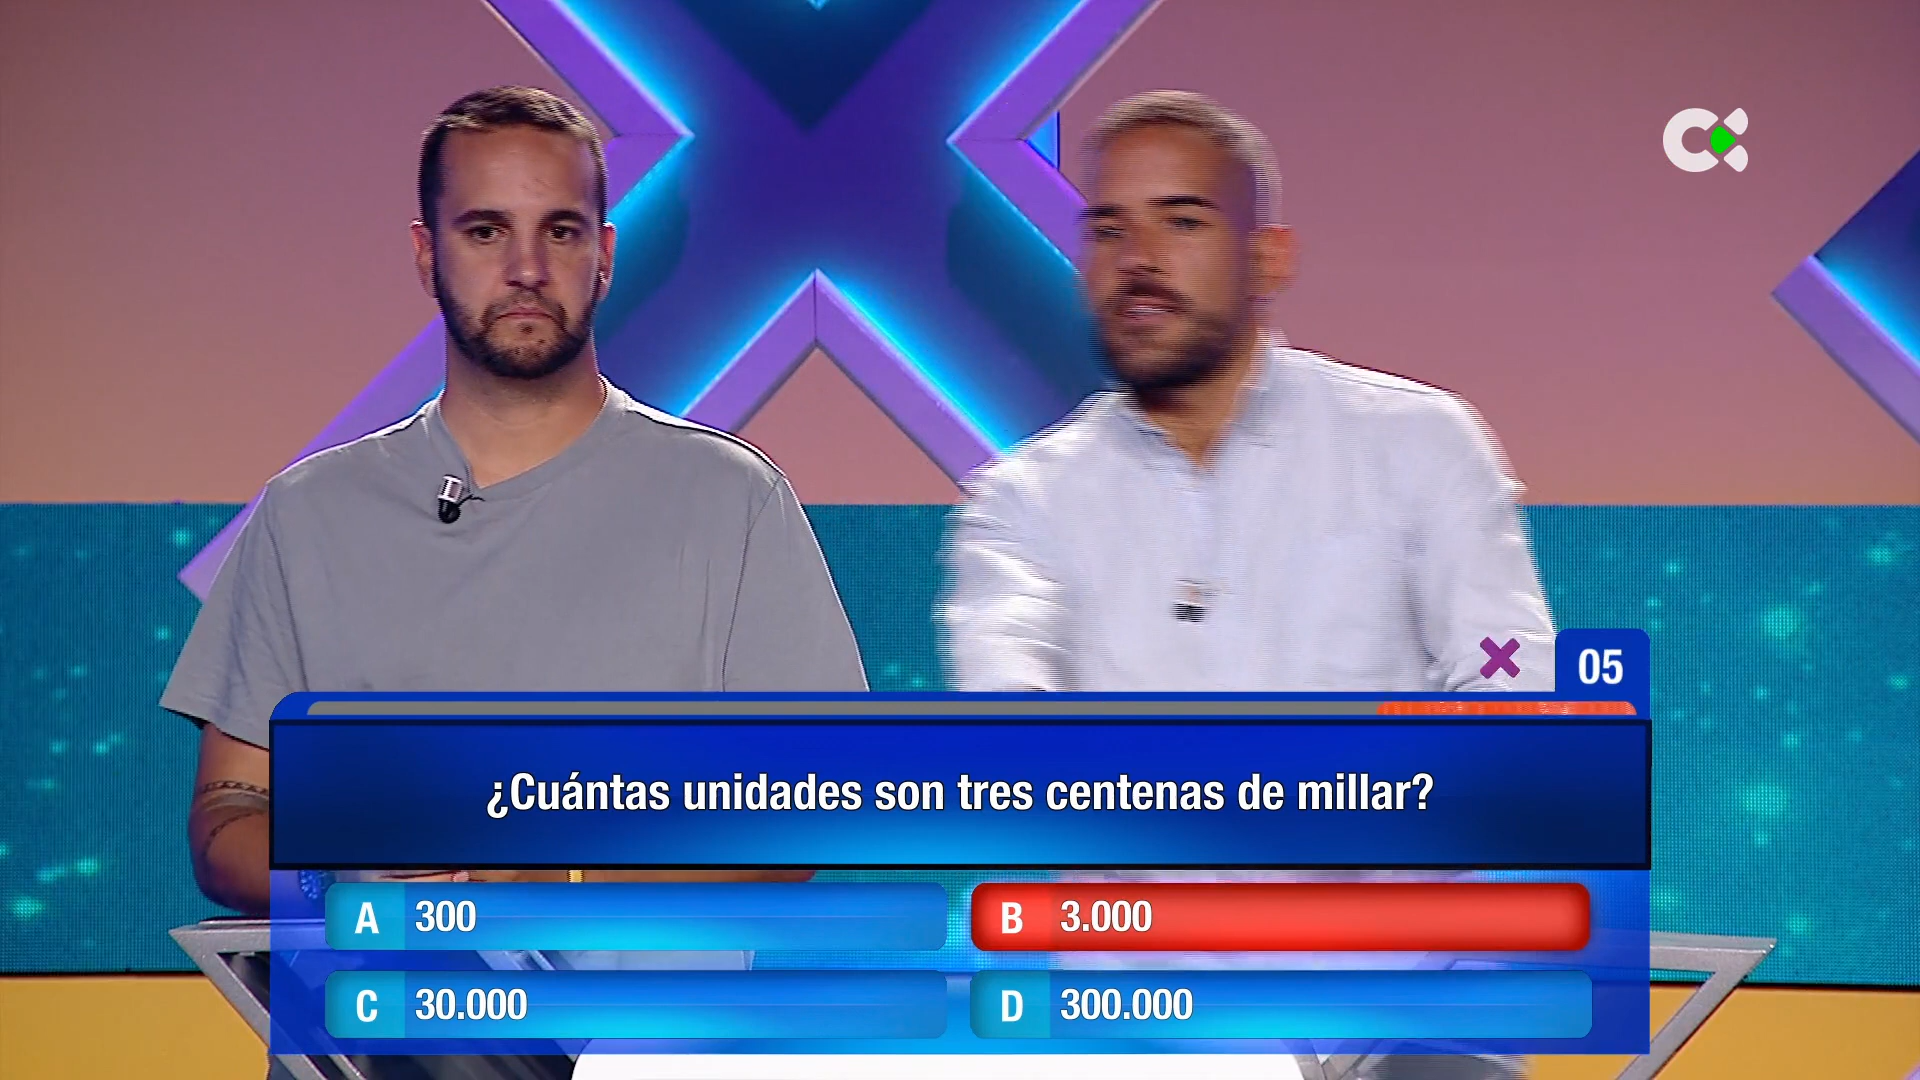 05
¿Cuántas unidades son tres centenas de millar?
A 300
B 3.000
C 30.000
D 300.000